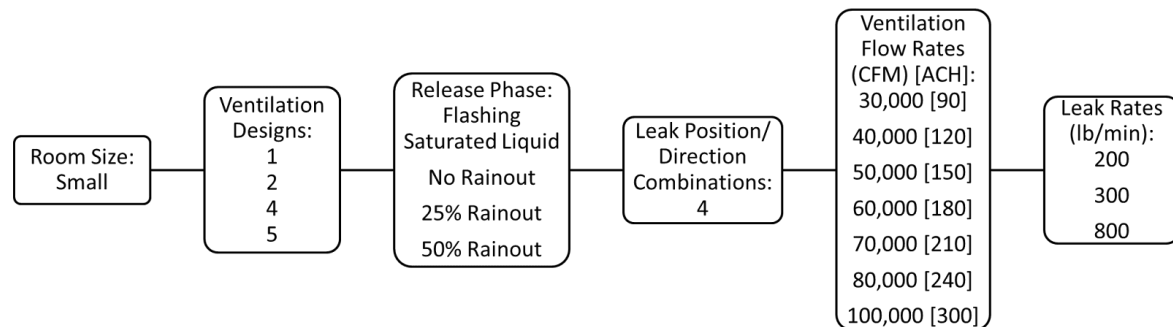 Room Size:
Small
Ventilation
Designs:
1
2
4
5
Release Phase:
Flashing
Saturated Liquid
No Rainout
25% Rainout
50% Rainout
Leak Position/
Direction
Combinations:
4
Ventilation
Flow Rates
(CFM) [ACH]:
30,000 [90]
40,000 [120]
50,000 [150]
60,000 [180]
70,000 [210]
80,000 [240]
100,000 [300]
Leak Rates
(lb/min):
200
300
800